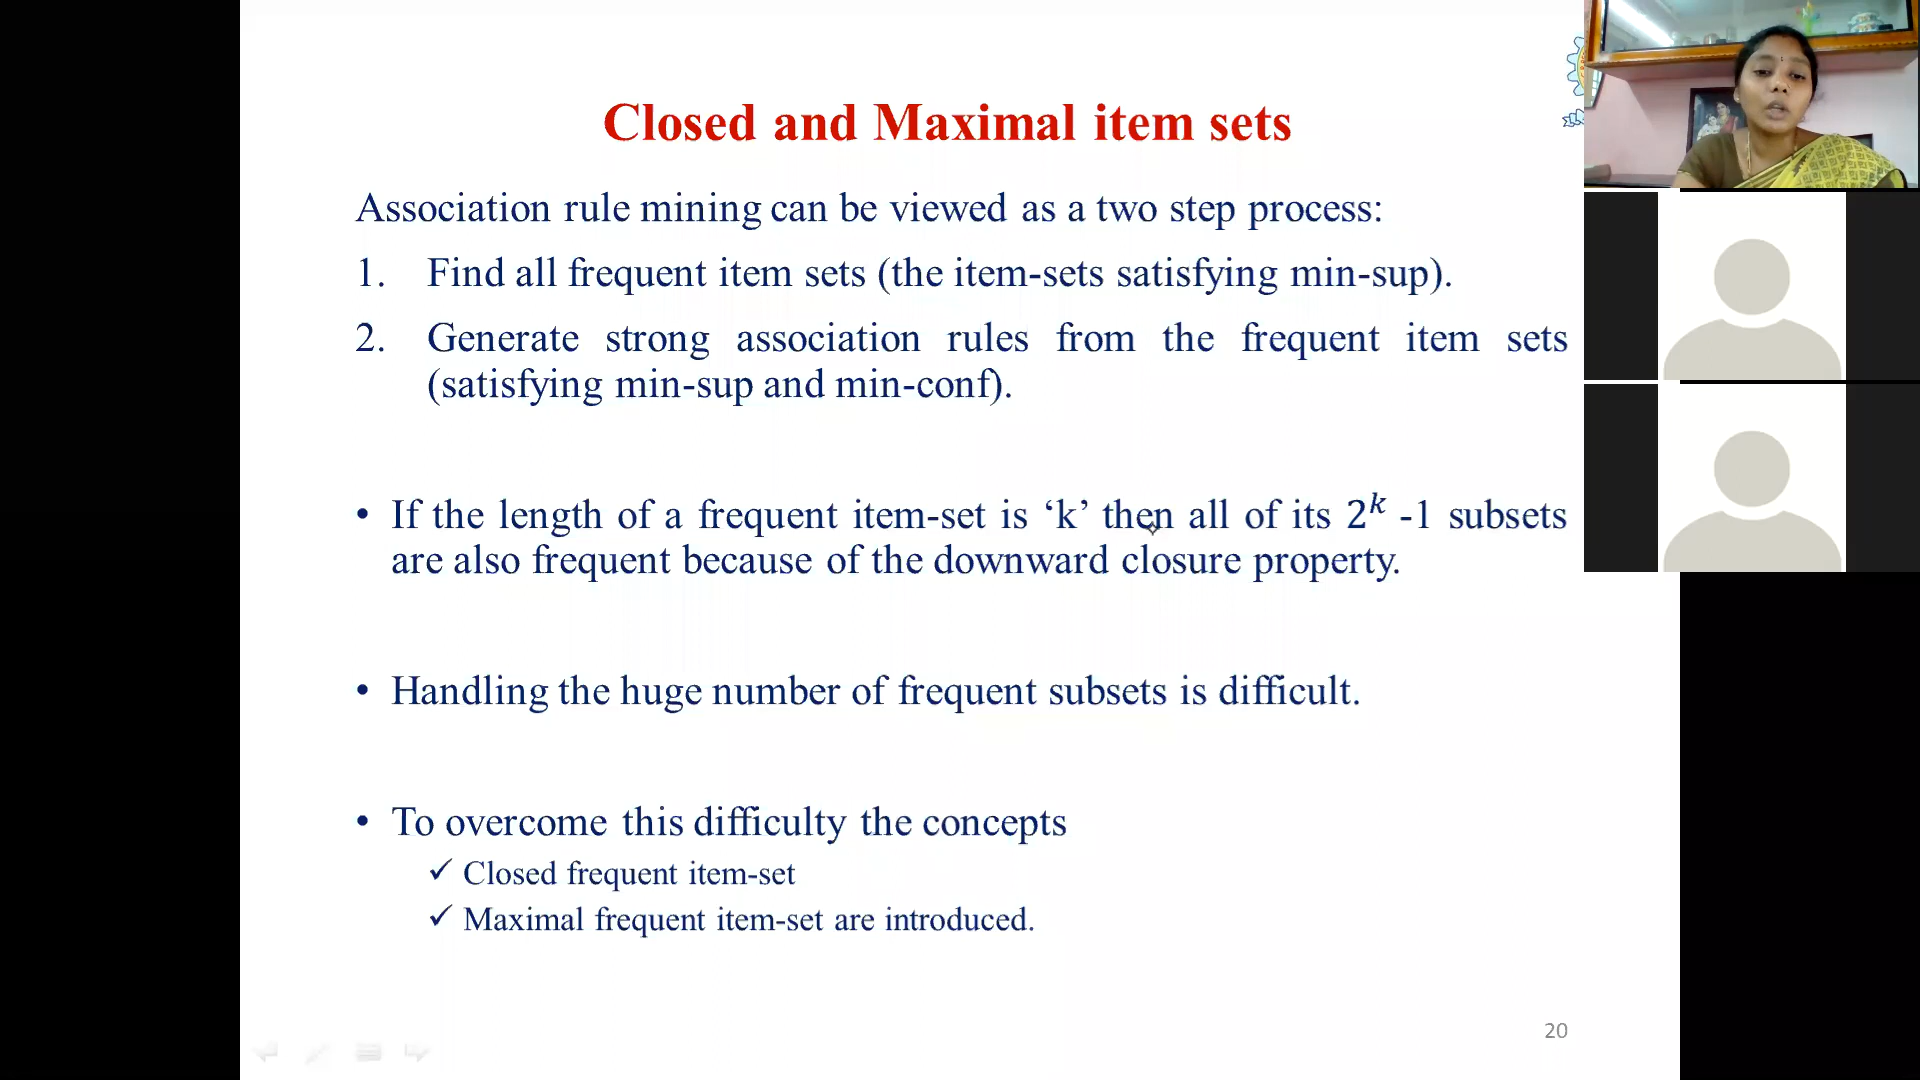 Closed and Maximal item sets
Association rule mining can be viewed as a two step process:
1. Find all frequent item sets (the item-sets satisfying min-sup).
2. Generate strong association rules from the frequent item sets
(satisfying min-sup and min-conf).
• If the length of a frequent item-set is ‘k’ then all of its 2^k -1 subsets
are also frequent because of the downward closure property.
• Handling the huge number of frequent subsets is difficult.
• To overcome this difficulty the concepts
✓ Closed frequent item-set
✓ Maximal frequent item-set are introduced.
20